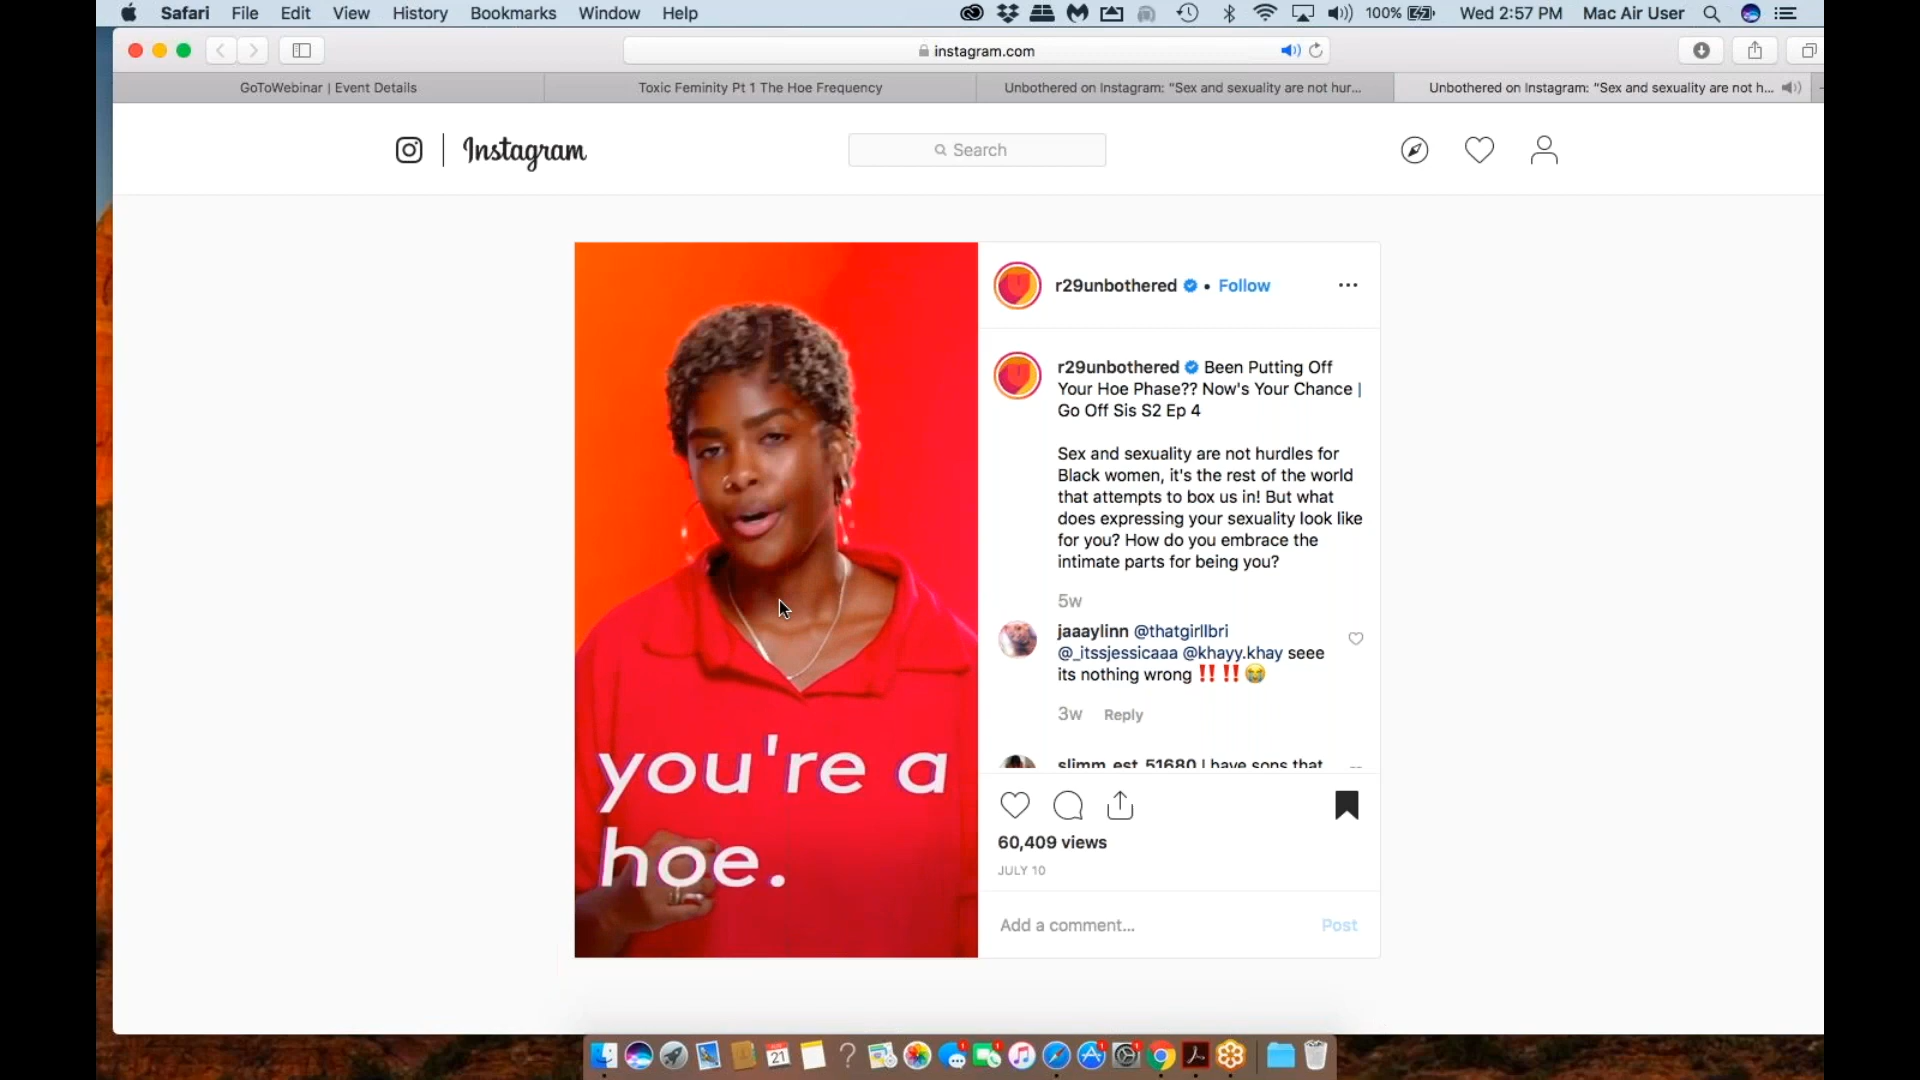 Safari File Edit View History Bookmarks Window Help 100% Wed 2:57 PM Mac Air User
instagram.com
GoToWebinar | Event Details
Toxic Feminity Pt 1 The Hoe Frequency
Unbothered on Instagram: "Sex and sexuality are not hur...
Unbothered on Instagram: "Sex and sexuality are not h...
Instagram
Search
r29unbothered • Follow
r29unbothered Been Putting Off
Your Hoe Phase?? Now's Your Chance |
Go Off Sis S2 Ep 4
Sex and sexuality are not hurdles for
Black women, it's the rest of the world
that attempts to box us in! But what
does expressing your sexuality look like
for you? How do you embrace the
intimate parts for being you?
5w
jaaaylinn @thatgirllbri
@_itssjessicaaa @khayy.khay seee
its nothing wrong ‼️ ‼️ 😭
3w Reply
slimm_est_51680 I have sons that
you're a
hoe.
60,409 views
JULY 10
Add a comment... Post
21